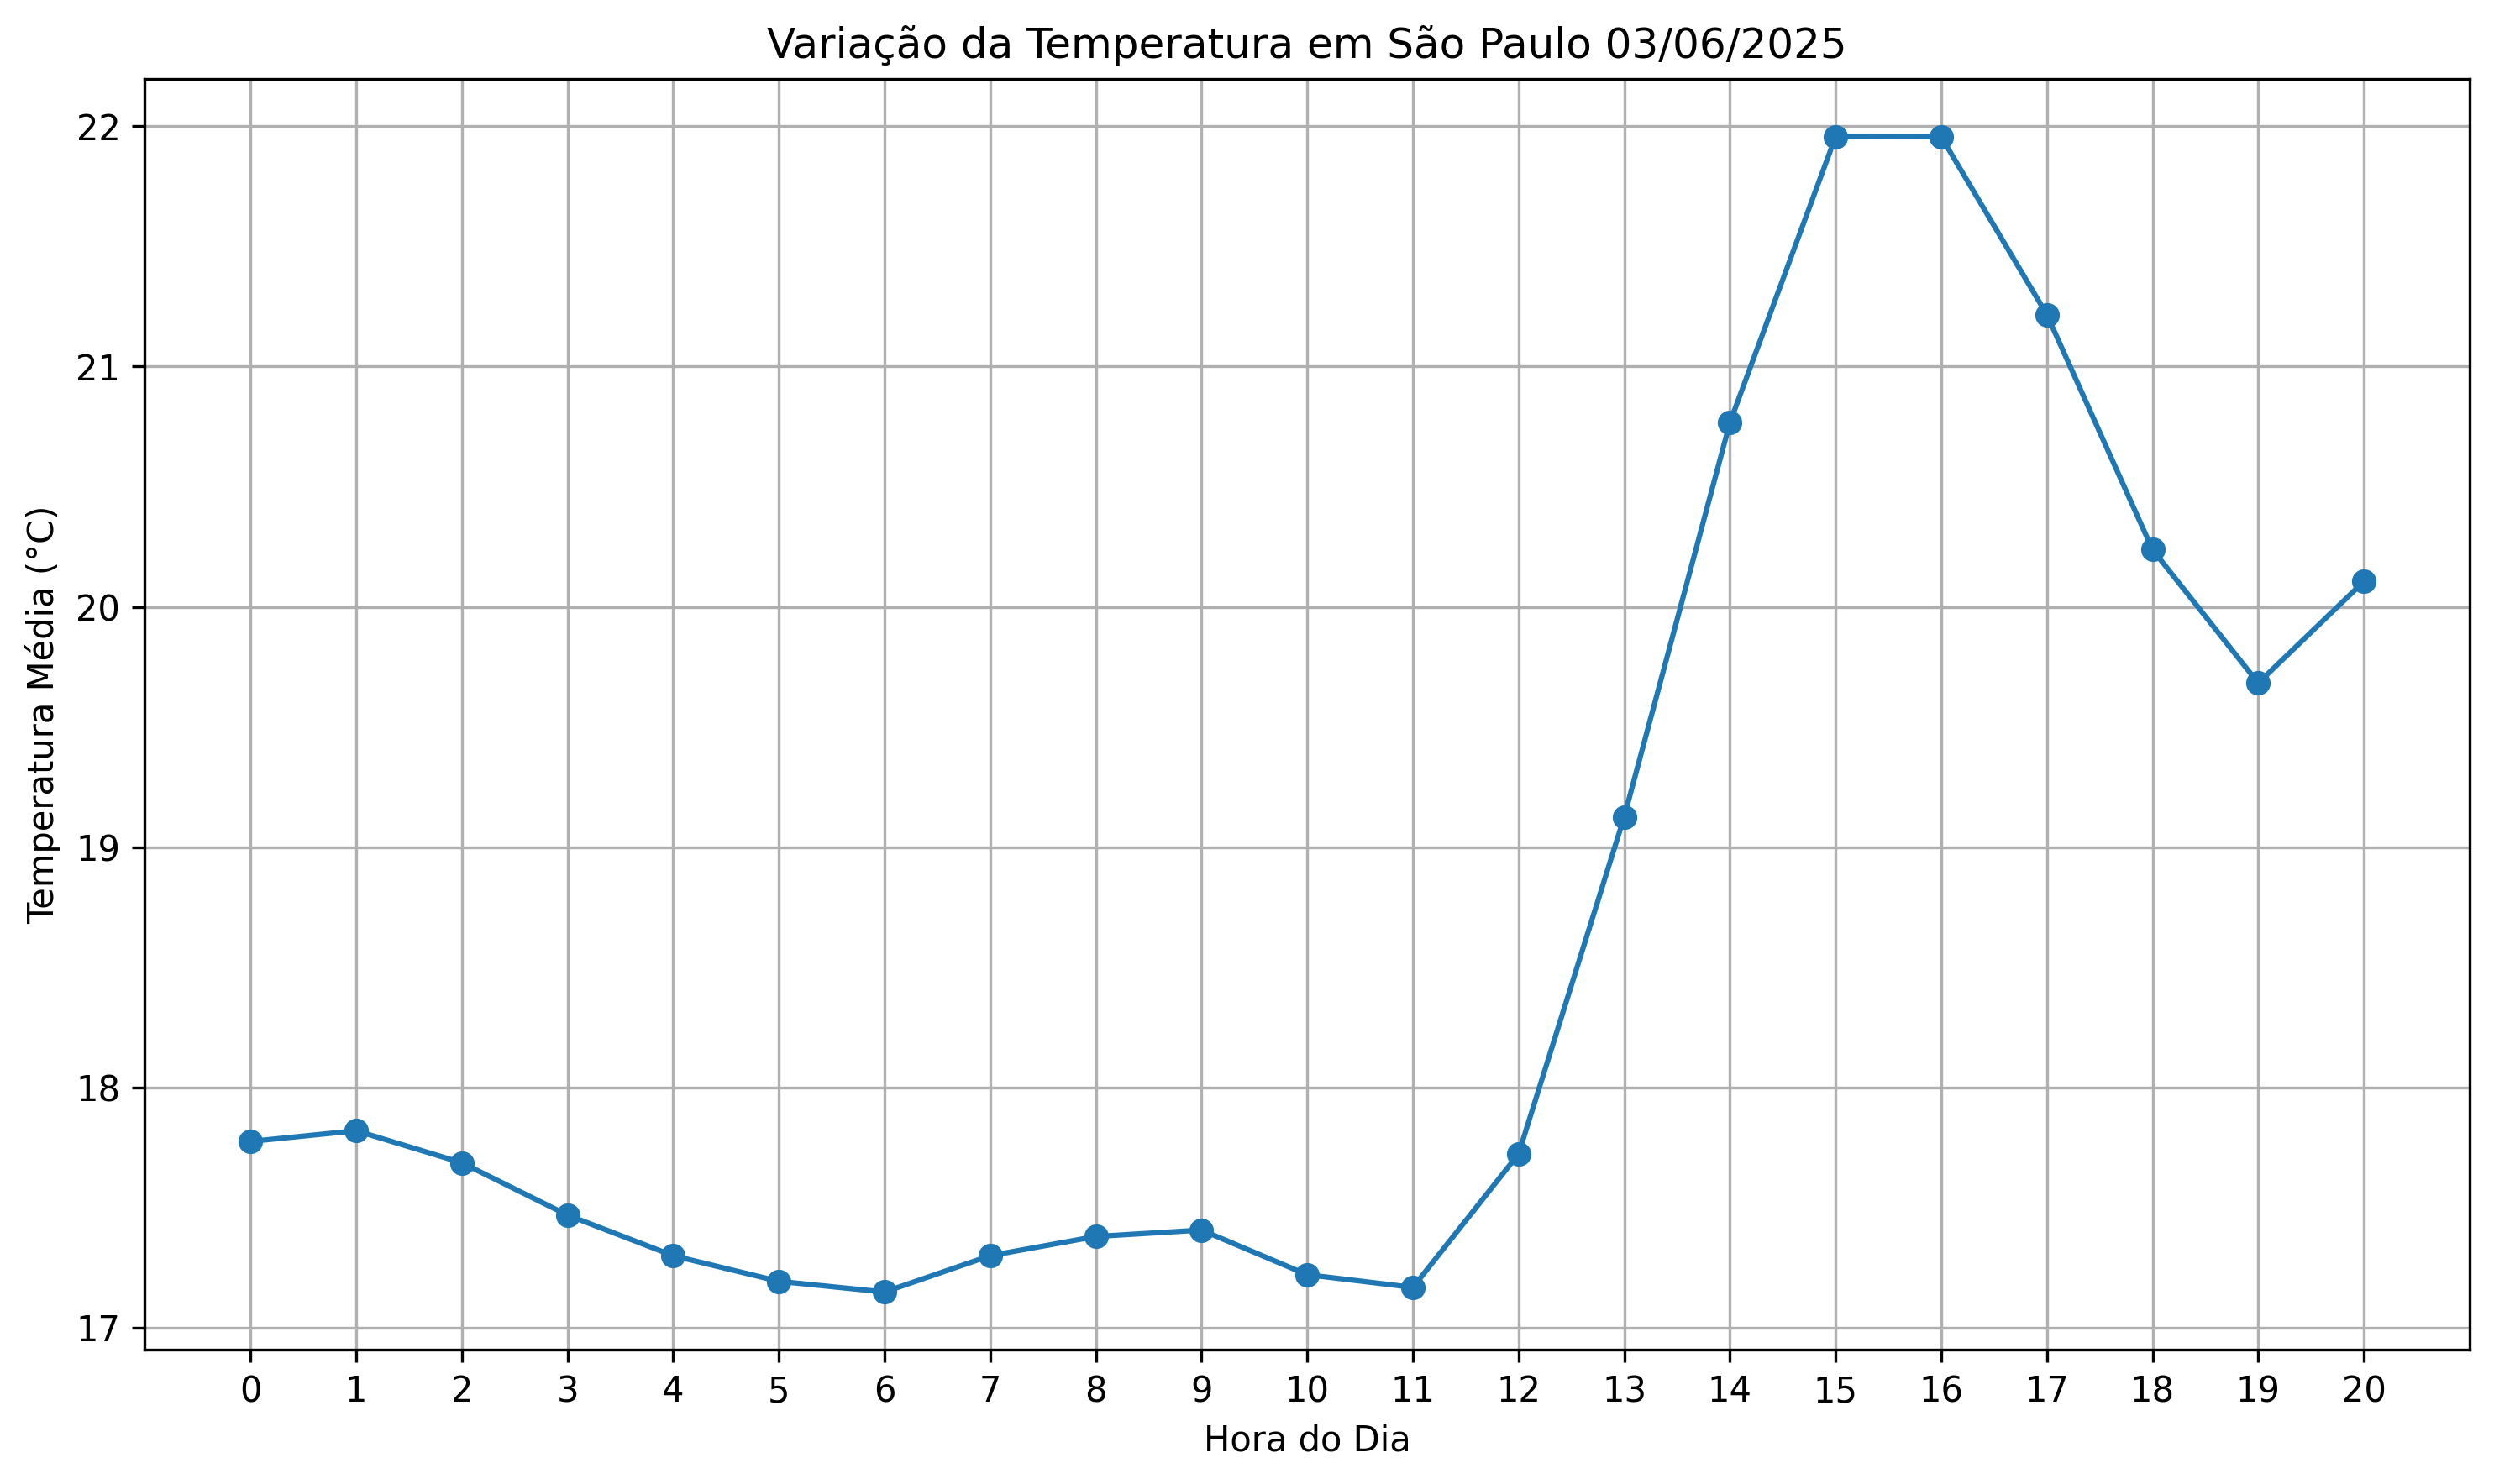 Variação da Temperatura em São Paulo 03/06/2025
Temperatura Média (°C)
22
21
20
19
18
17
0 1 2 3 4 5 6 7 8 9 10 11 12 13 14 15 16 17 18 19 20
Hora do Dia